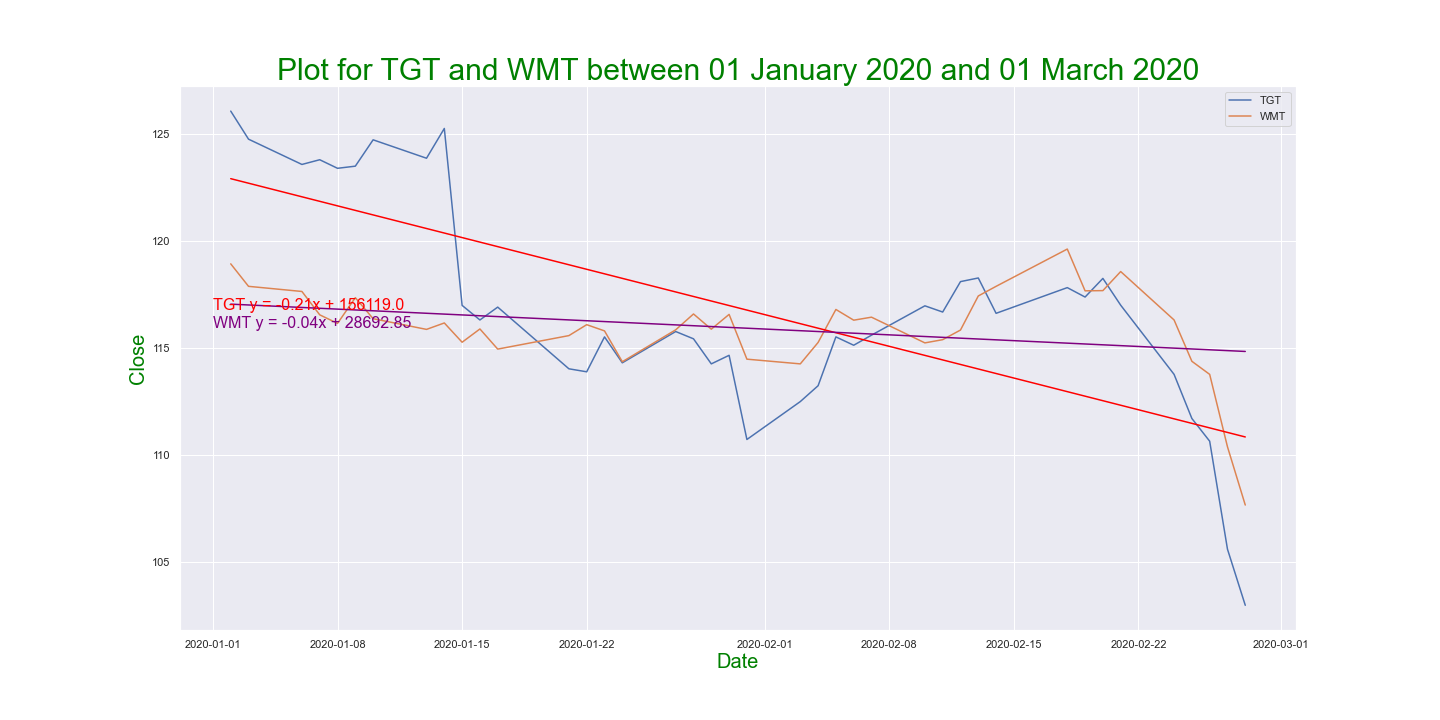 Plot for TGT and WMT between 01 January 2020 and 01 March 2020
TGT
WMT
125
120
115
110
105
Close
TGT y = -0.21x + 156119.0
WMT y = -0.04x + 28692.85
2020-01-01 2020-01-08 2020-01-15 2020-01-22 2020-02-01 2020-02-08 2020-02-15 2020-02-22 2020-03-01
Date